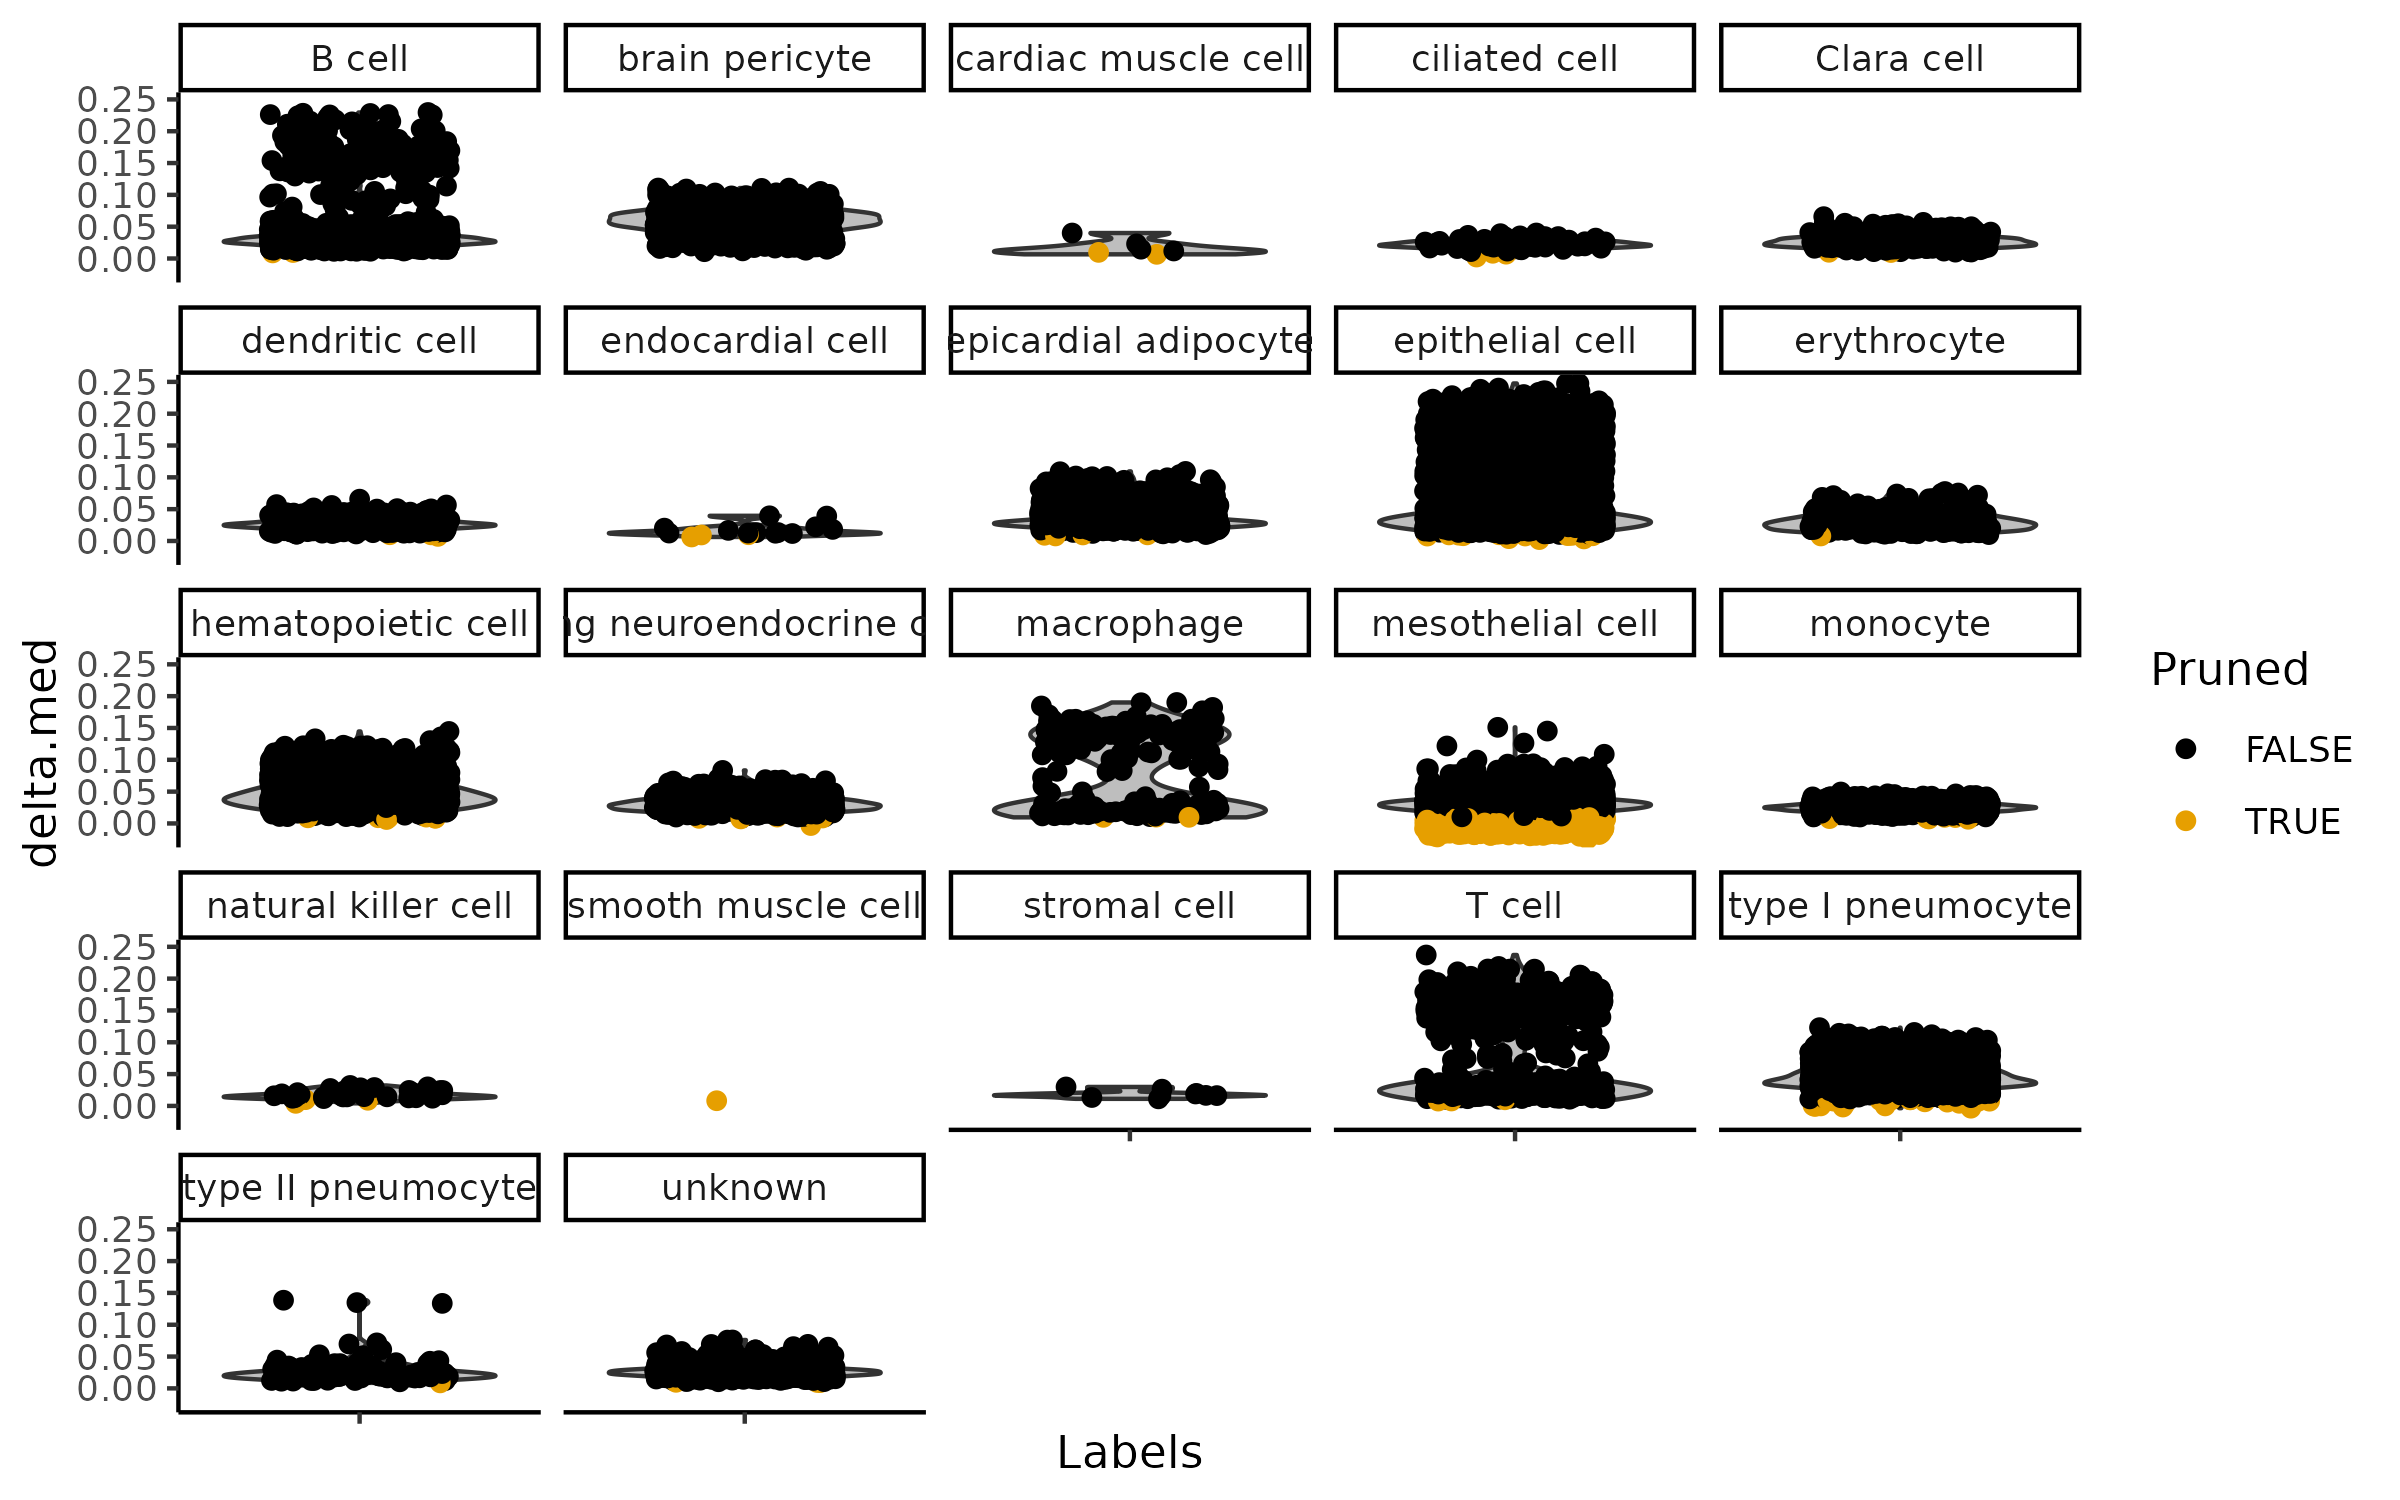 B cell
brain pericyte
cardiac muscle cell
ciliated cell
Clara cell
0.25
0.20
0.15
0.10
0.05
0.00
dendritic cell
endocardial cell
epicardial adipocyte
epithelial cell
erythrocyte
0.25
0.20
0.15
0.10
0.05
0.00
hematopoietic cell
neuroendocrine
macrophage
mesothelial cell
monocyte
0.25
0.20
0.15
0.10
0.05
0.00
natural killer cell
smooth muscle cell
stromal cell
T cell
type I pneumocyte
0.25
0.20
0.15
0.10
0.05
0.00
type II pneumocyte
unknown
0.25
0.20
0.15
0.10
0.05
0.00
delta.med
Labels
Pruned
FALSE
TRUE